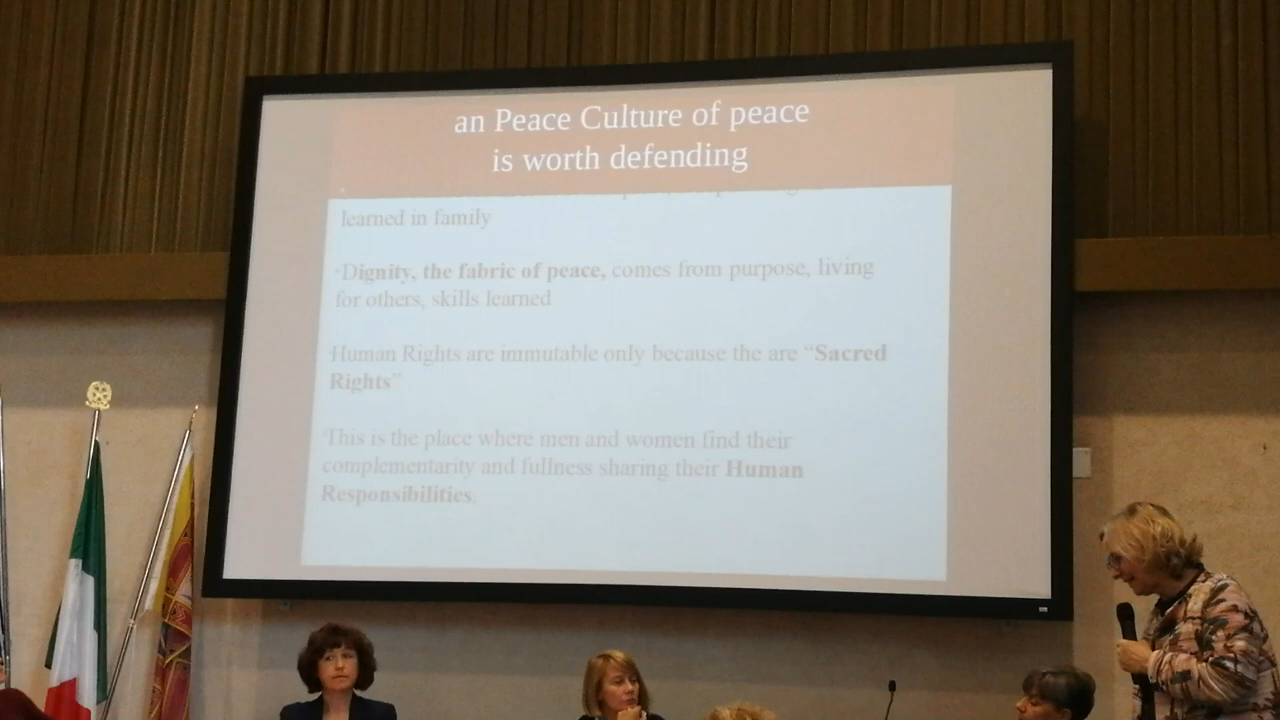 an Peace Culture of peace
is worth defending
learned in family
·Dignity, the fabric of peace, comes from purpose, living
for others, skills learned
Human Rights are immutable only because the are “Sacred
Rights”
This is the place where men and women find their
complementarity and fullness sharing their Human
Responsibilities